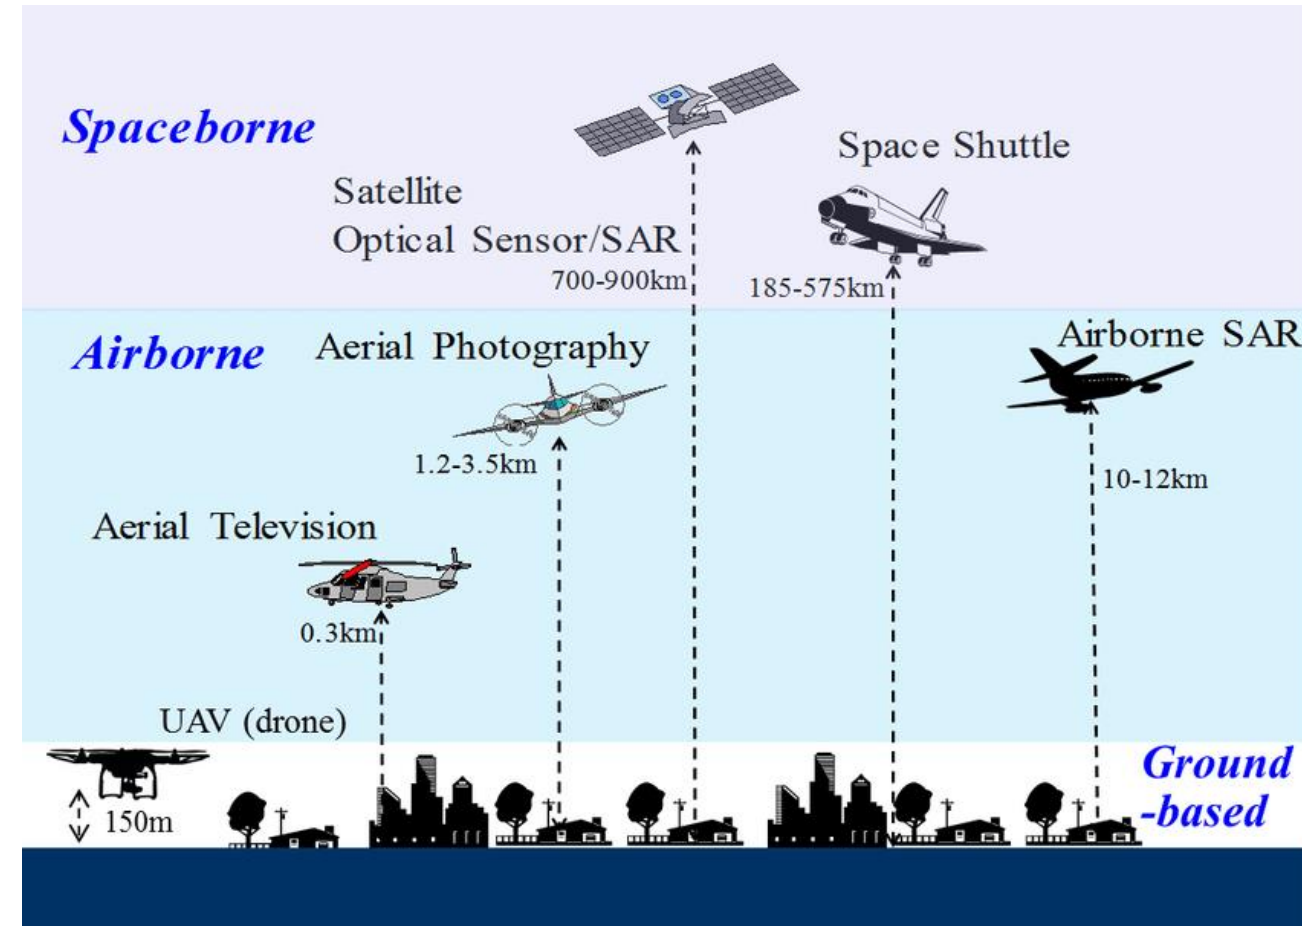 Spaceborne
Space Shuttle
Satellite
Optical Sensor/SAR
700-900km
185-575km
Airborne
Aerial Photography
Airborne SAR
1.2-3.5km
10-12km
Aerial Television
0.3km
UAV (drone)
150m
Ground
-based